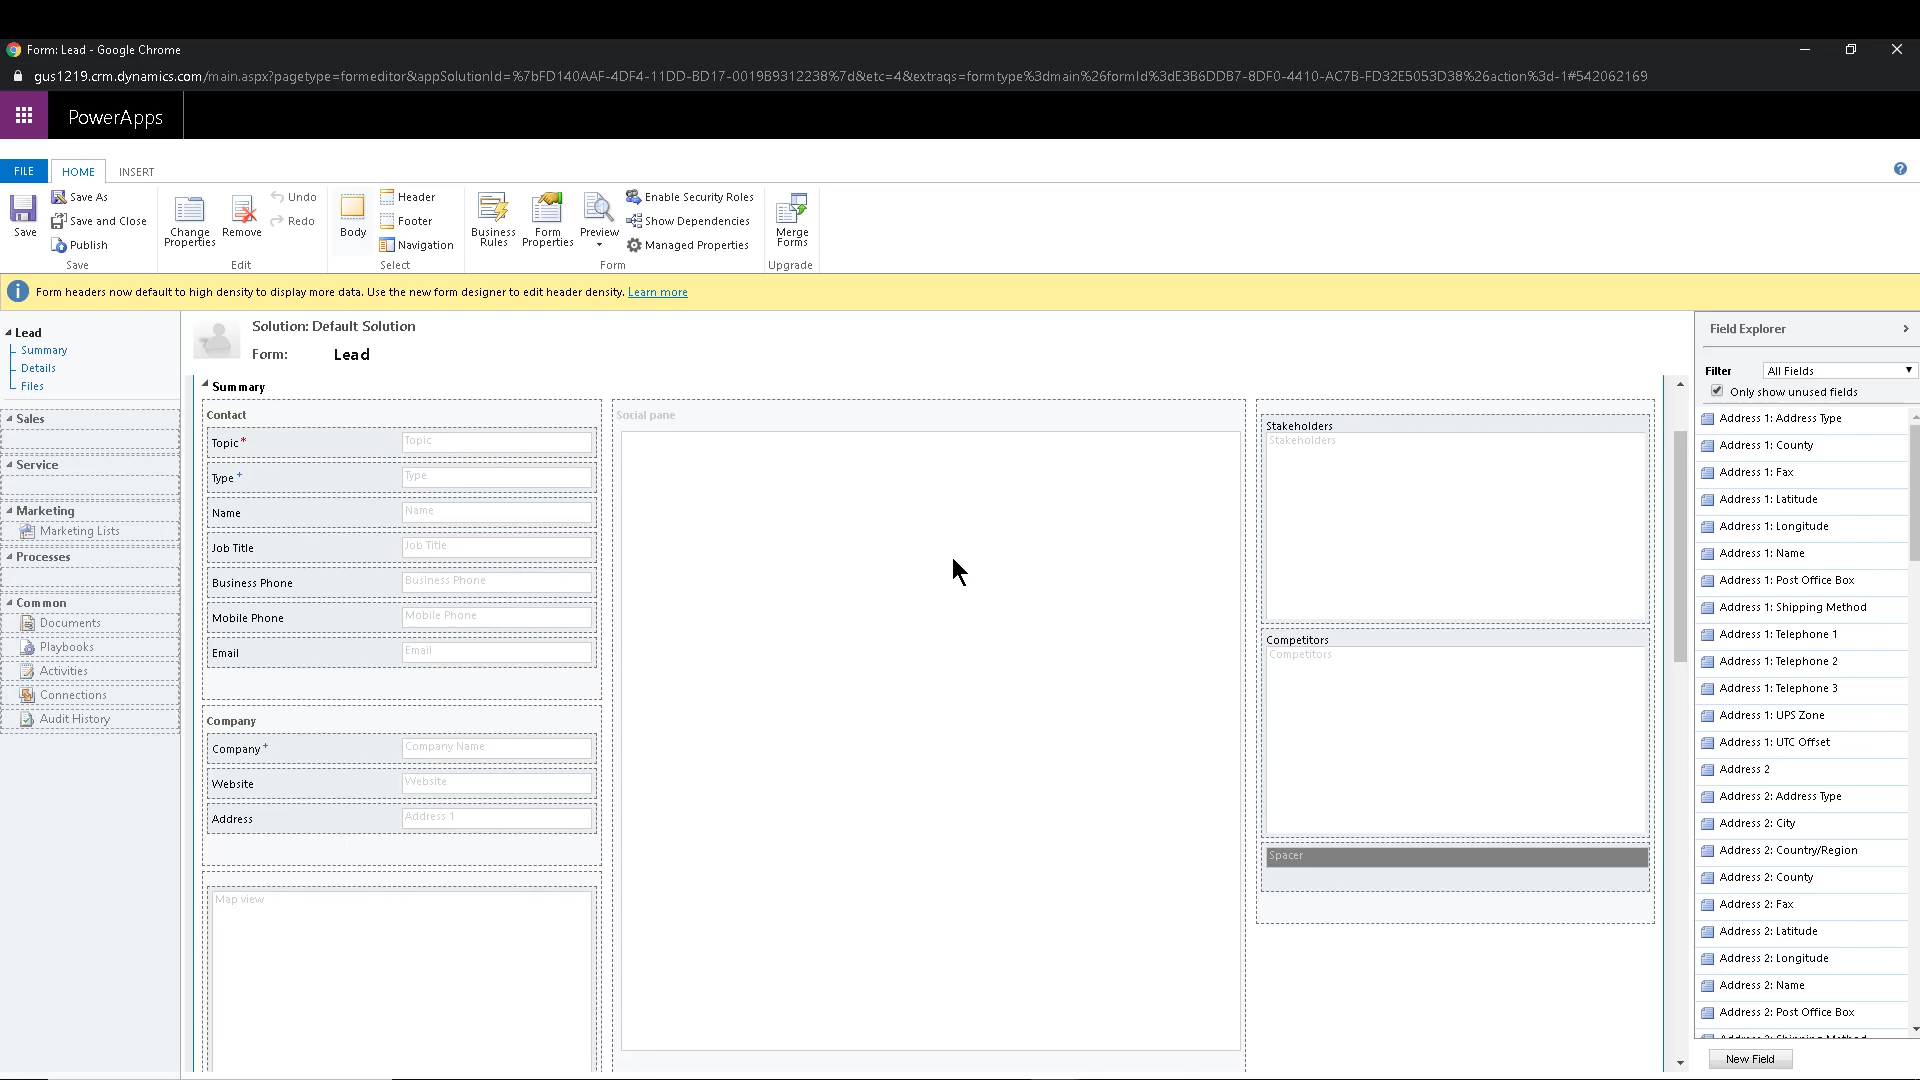 Form: Lead - Google Chrome
gus1219.crm.dynamics.com/main.aspx?pagetype=formeditor&appSolutionId=%7bFD140AAF-4DF4-11DD-BD17-0019B9312238%7d&etc=4&extraqs=formtype%3dmain%26formId%3dE3B6DDB7-8DF0-4410-AC7B-FD32E5053D38%26action%3d-1#542062169
PowerApps
FILE
HOME
INSERT
Save
Save As
Save and Close
Publish
Save
Change Properties
Remove
Undo
Redo
Edit
Body
Header
Footer
Navigation
Select
Business Rules
Form Properties
Preview
Enable Security Roles
Show Dependencies
Managed Properties
Form
Merge Forms
Upgrade
Form headers now default to high density to display more data. Use the new form designer to edit header density. Learn more
Lead
Summary
Details
Files
Sales
Service
Marketing
Marketing Lists
Processes
Common
Documents
Playbooks
Activities
Connections
Audit History
Solution: Default Solution
Form: Lead
Summary
Contact
Topic* Topic
Type+ Type
Name Name
Job Title Job Title
Business Phone Business Phone
Mobile Phone Mobile Phone
Email Email
Company
Company+ Company Name
Website Website
Address Address 1
Map view
Social pane
Stakeholders
Stakeholders
Competitors
Competitors
Spacer
Field Explorer
Filter All Fields
Only show unused fields
Address 1: Address Type
Address 1: County
Address 1: Fax
Address 1: Latitude
Address 1: Longitude
Address 1: Name
Address 1: Post Office Box
Address 1: Shipping Method
Address 1: Telephone 1
Address 1: Telephone 2
Address 1: Telephone 3
Address 1: UPS Zone
Address 1: UTC Offset
Address 2
Address 2: Address Type
Address 2: City
Address 2: Country/Region
Address 2: County
Address 2: Fax
Address 2: Latitude
Address 2: Longitude
Address 2: Name
Address 2: Post Office Box
Address 2: Shipping Method
New Field